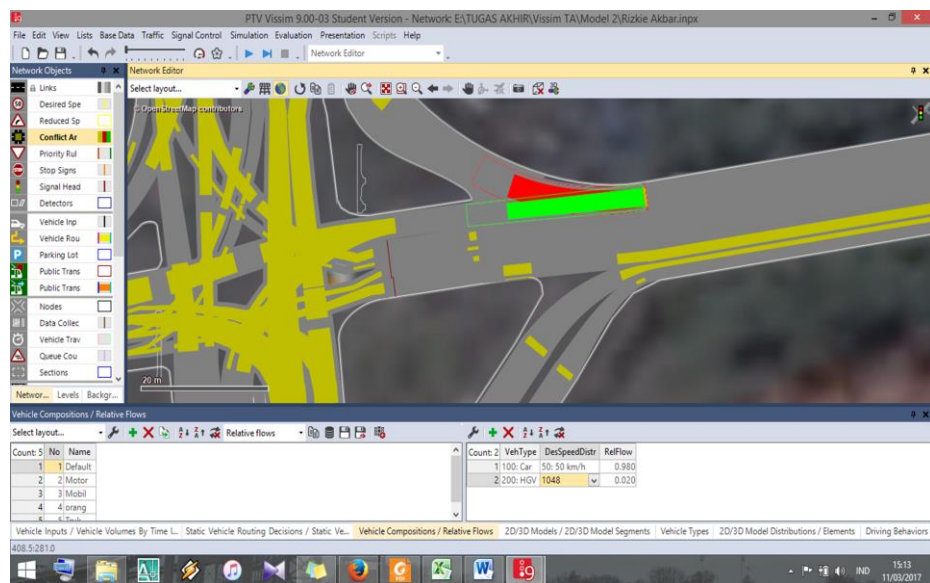 PTV Vissim 9.00-03 Student Version - Network: E:\TUGAS AKHIR\Vissim TA\Model 2\Rizkie Akbar.inpx
File Edit View Lists Base Data Traffic Signal Control Simulation Evaluation Presentation Scripts Help
Network Editor
Network Objects
Network Editor
Select layout...
© OpenStreetMap contributors
Links
Desired Spe
Reduced Sp
Conflict Ar
Priority Rul
Stop Signs
Signal Head
Detectors
Vehicle Inp
Vehicle Rou
Parking Lot
Public Trans
Public Trans
Nodes
Data Collec
Vehicle Trav
Queue Cou
Sections
20 m
Networ... Levels Backgr...
Vehicle Compositions / Relative Flows
Select layout... Relative flows
Count: 5 No Name
1 1 Default
2 2 Motor
3 3 Mobil
4 4 orang
Count: 2 VehType DesSpeedDistr RelFlow
1 100: Car 50: 50 km/h 0.980
2 200: HGV 1048 0.020
Vehicle Inputs / Vehicle Volumes By Time I... Static Vehicle Routing Decisions / Static Ve... Vehicle Compositions / Relative Flows 2D/3D Models / 2D/3D Model Segments Vehicle Types 2D/3D Model Distributions / Elements Driving Behaviors
408.5:281.0
IND 15:13
11/03/2017